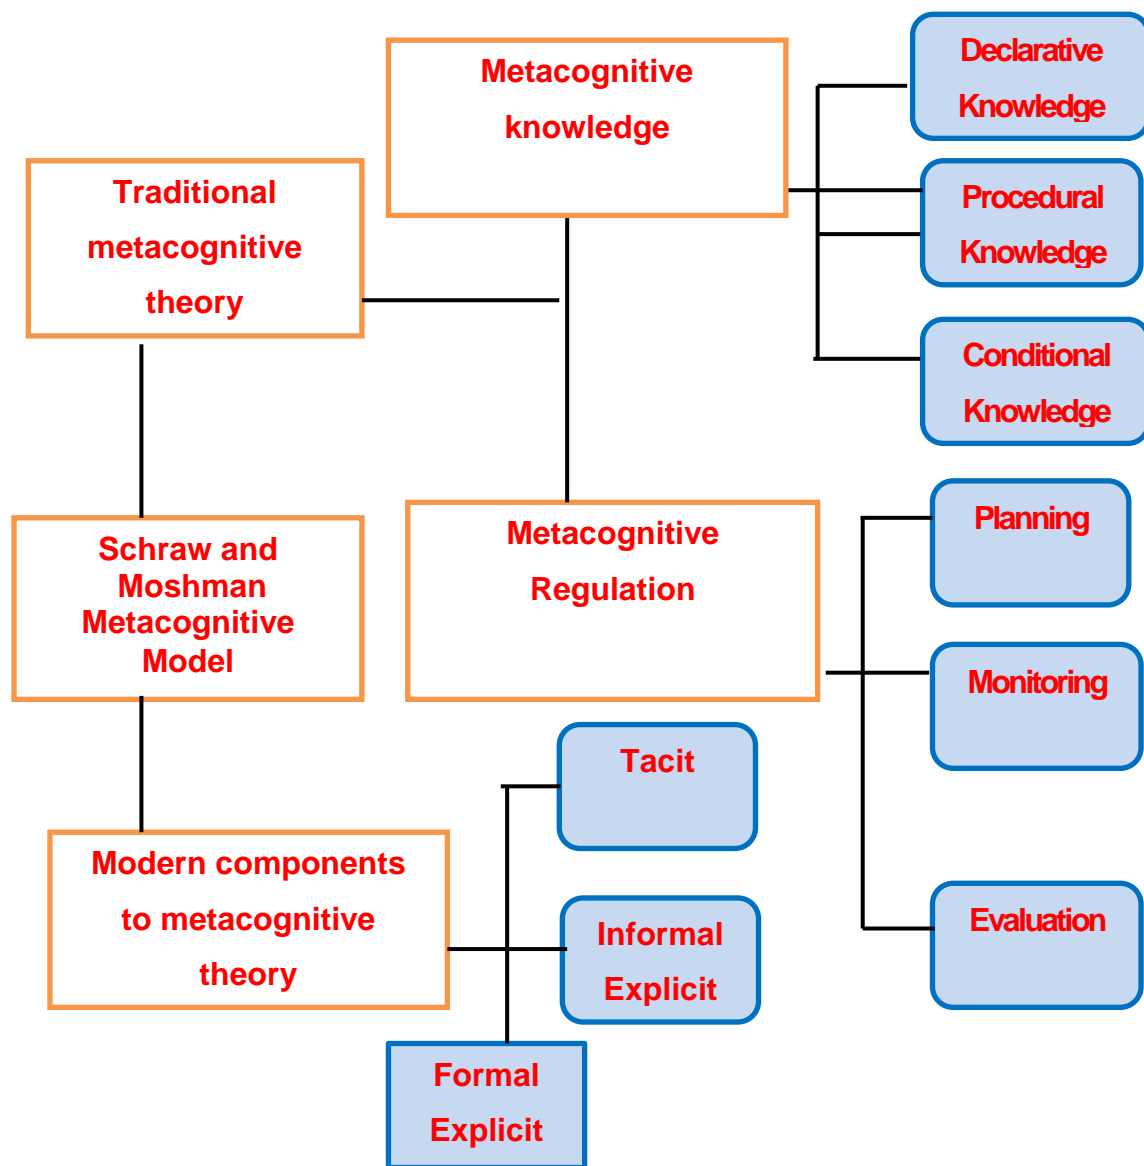 Metacognitive
knowledge
Declarative
Knowledge
Traditional
metacognitive
theory
Procedural
Knowledge
Conditional
Knowledge
Schraw and
Moshman
Metacognitive
Model
Metacognitive
Regulation
Planning
Monitoring
Tacit
Modern components
to metacognitive
theory
Informal
Explicit
Evaluation
Formal
Explicit